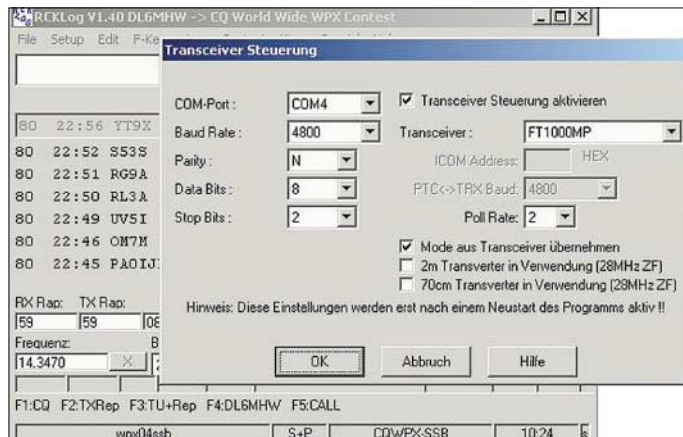 RCKLog V1.40 DL6MHW -> CQ World Wide WPX Contest
File Setup Edit
Transceiver Steuerung
COM-Port : COM4
Transceiver Steuerung aktivieren
Baud Rate : 4800
Transceiver : FT1000MP
Parity : N
ICOM Address: HEX
Data Bits : 8
PTC<->TRX Baud: 4800
Stop Bits : 2
Poll Rate: 2
Mode aus Transceiver übernehmen
2m Transverter in Verwendung (28MHz ZF)
70cm Transverter in Verwendung (28MHz ZF)
Hinweis: Diese Einstellungen werden erst nach einem Neustart des Programms aktiv !!
OK Abbruch Hilfe
80 22:56 YT9X
80 22:52 S53S
80 22:51 RG9A
80 22:50 RL3A
80 22:49 UV5I
80 22:46 OM7M
80 22:45 PA0IJ
RX Rap: TX Rap:
59 59
Frequenz:
14.3470 X
F1:CQ F2:TXRep F3:TU+Rep F4:DL6MHW F5:CALL
wpx04ssb S+P CQWPX-SSB 10:24